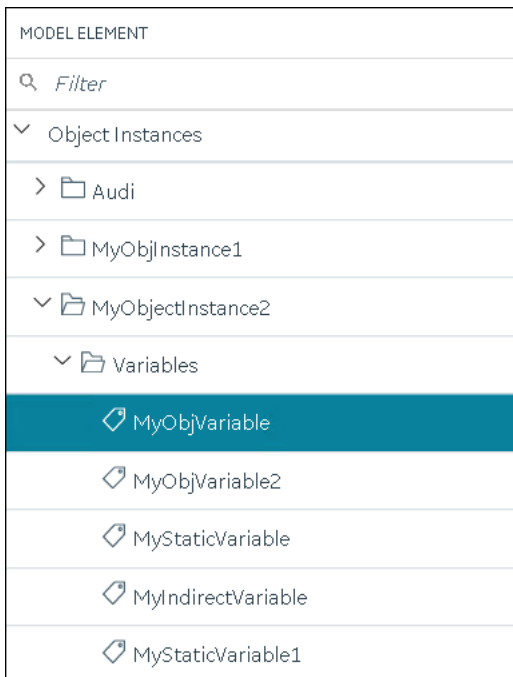 MODEL ELEMENT
Filter
Object Instances
Audi
MyObjInstance1
MyObjectInstance2
Variables
MyObjVariable
MyObjVariable2
MyStaticVariable
MyIndirectVariable
MyStaticVariable1